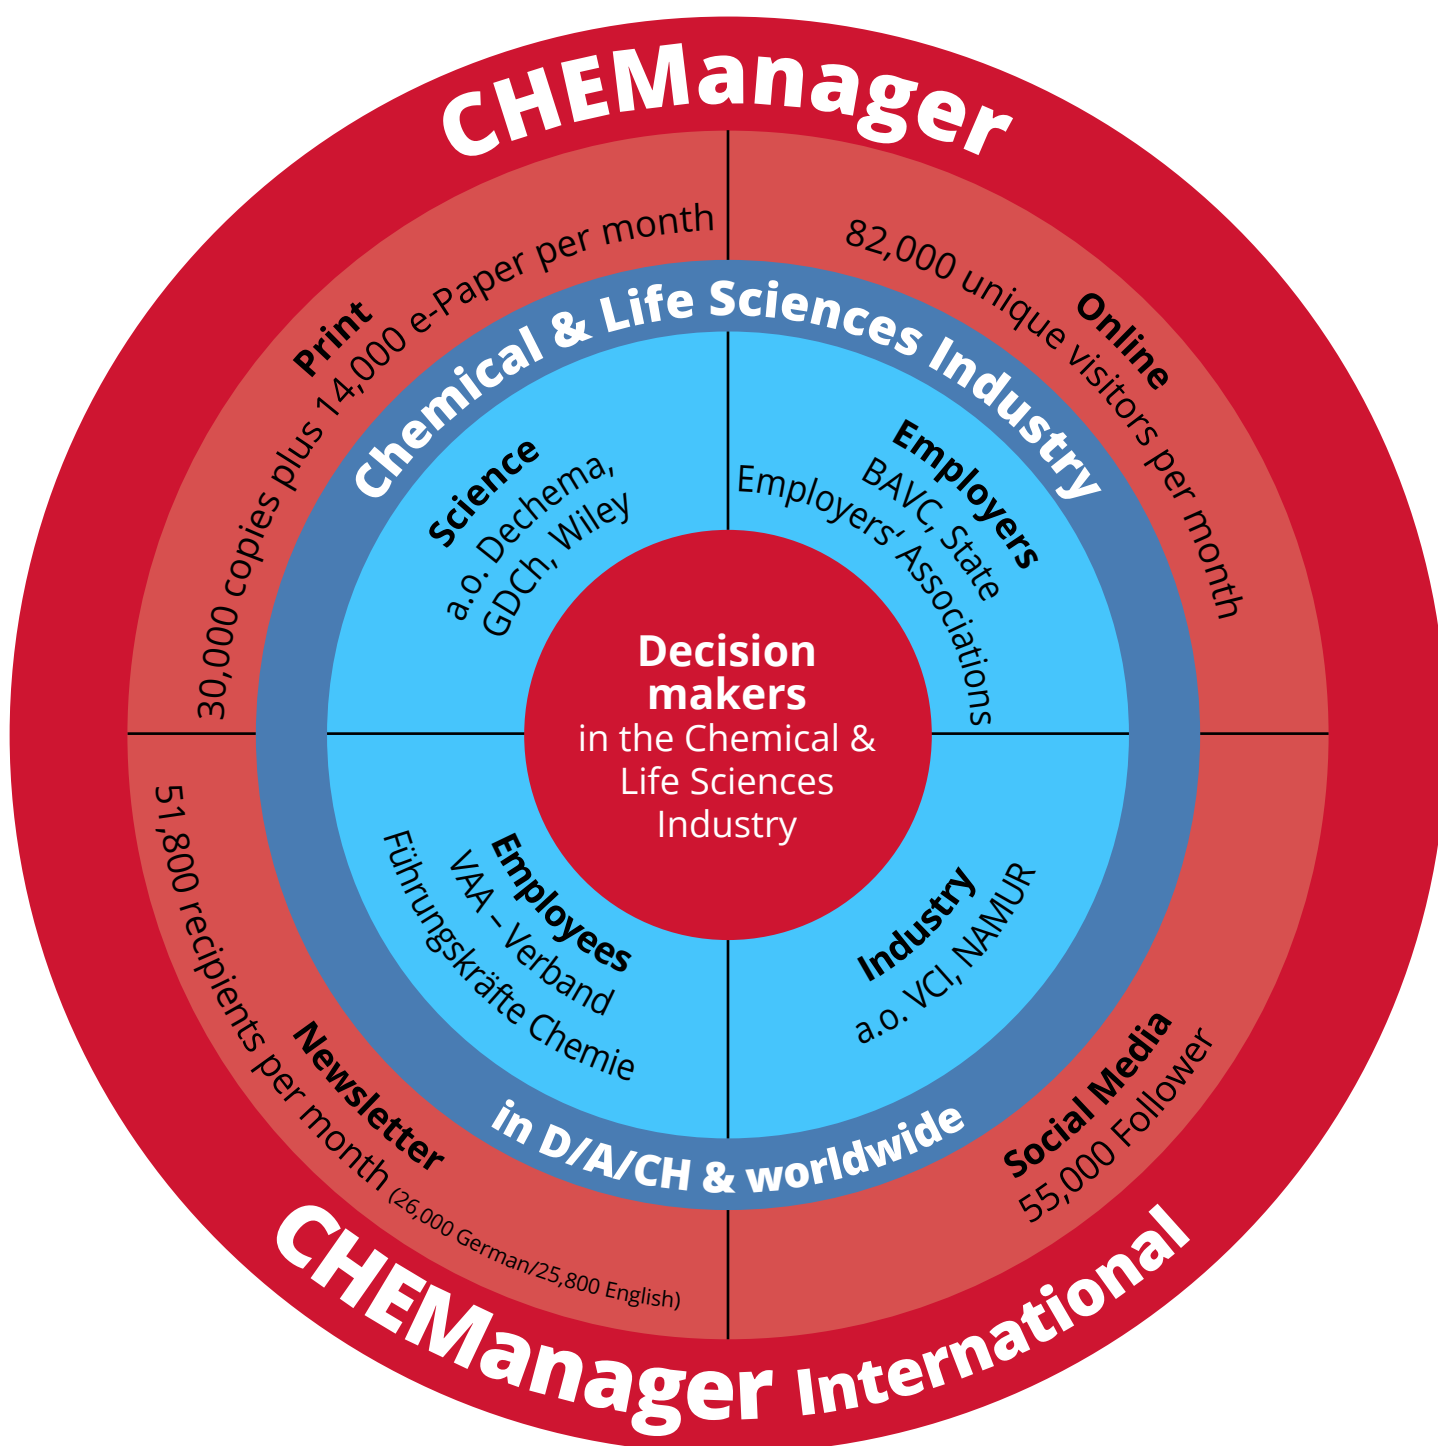 CHEManager
Print
30,000 copies plus 14,000 e-Paper per month
Online
82,000 unique visitors per month
Chemical & Life Sciences Industry
Science
a.o. Dechema,
GDCh, Wiley
Employers
BAVC, State
Employers‘ Associations
Decision
makers
in the Chemical &
Life Sciences
Industry
Employees
VAA – Verband
Führungskräfte Chemie
Industry
a.o. VCI, NAMUR
in D/A/CH & worldwide
Newsletter
51,800 recipients per month (26,000 German/25,800 English)
Social Media
55,000 Follower
CHEManager International